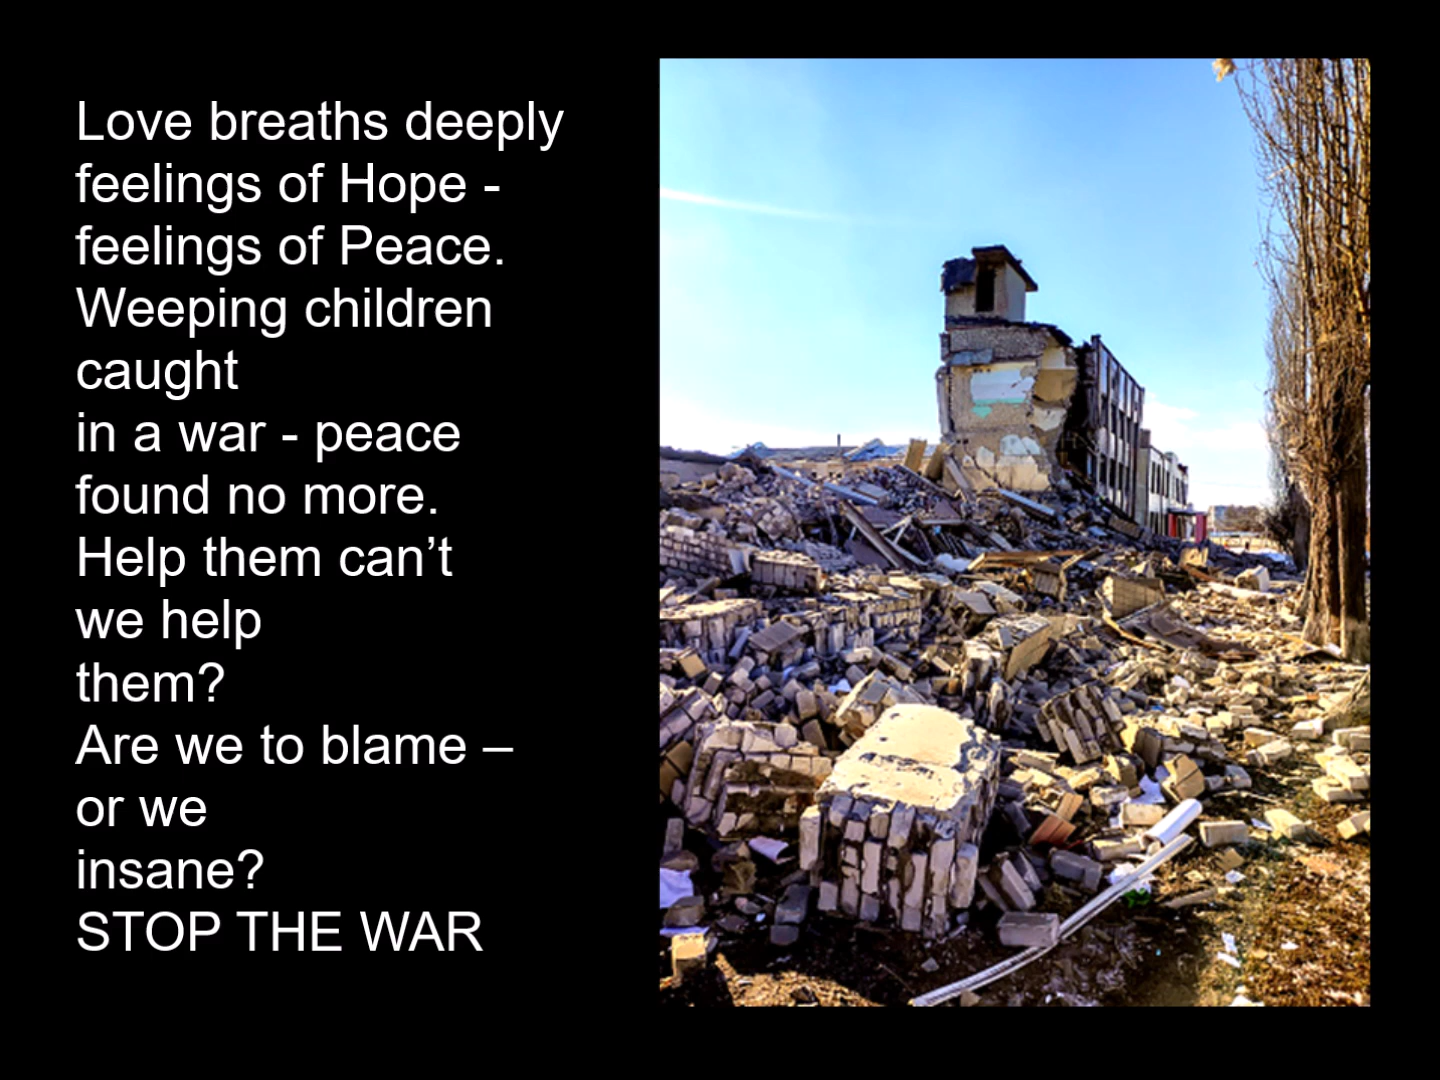 Love breaths deeply
feelings of Hope -
feelings of Peace.
Weeping children
caught
in a war - peace
found no more.
Help them can’t
we help
them?
Are we to blame –
or we
insane?
STOP THE WAR